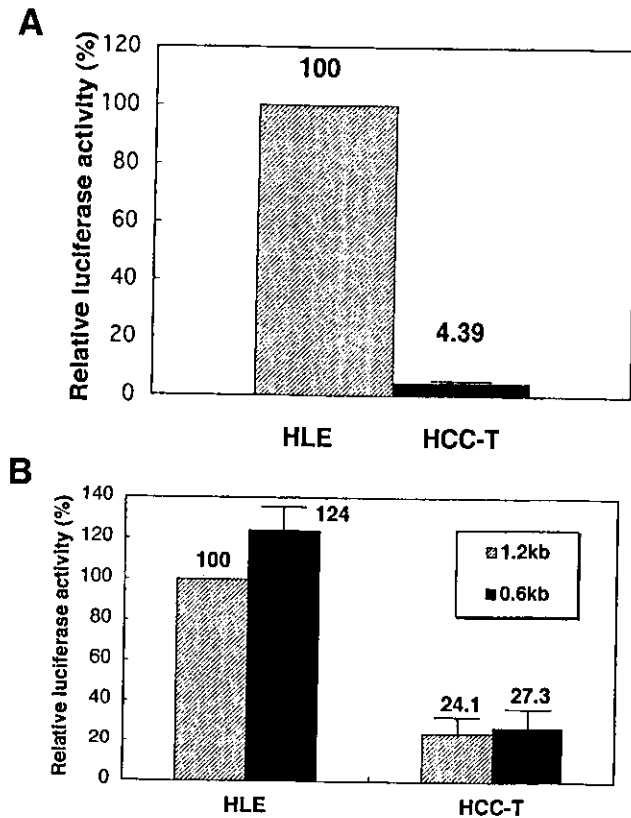 A
Relative luciferase activity (%)
120
100
80
60
40
20
0
100
4.39
HLE HCC-T
B
Relative luciferase activity (%)
140
120
100
80
60
40
20
0
100
124
24.1
27.3
1.2kb
0.6kb
HLE HCC-T